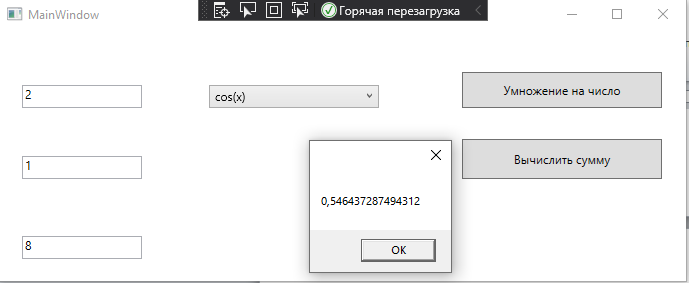 MainWindow
Горячая перезагрузка
2
cos(x)
Умножение на число
1
Вычислить сумму
0,546437287494312
OK
8